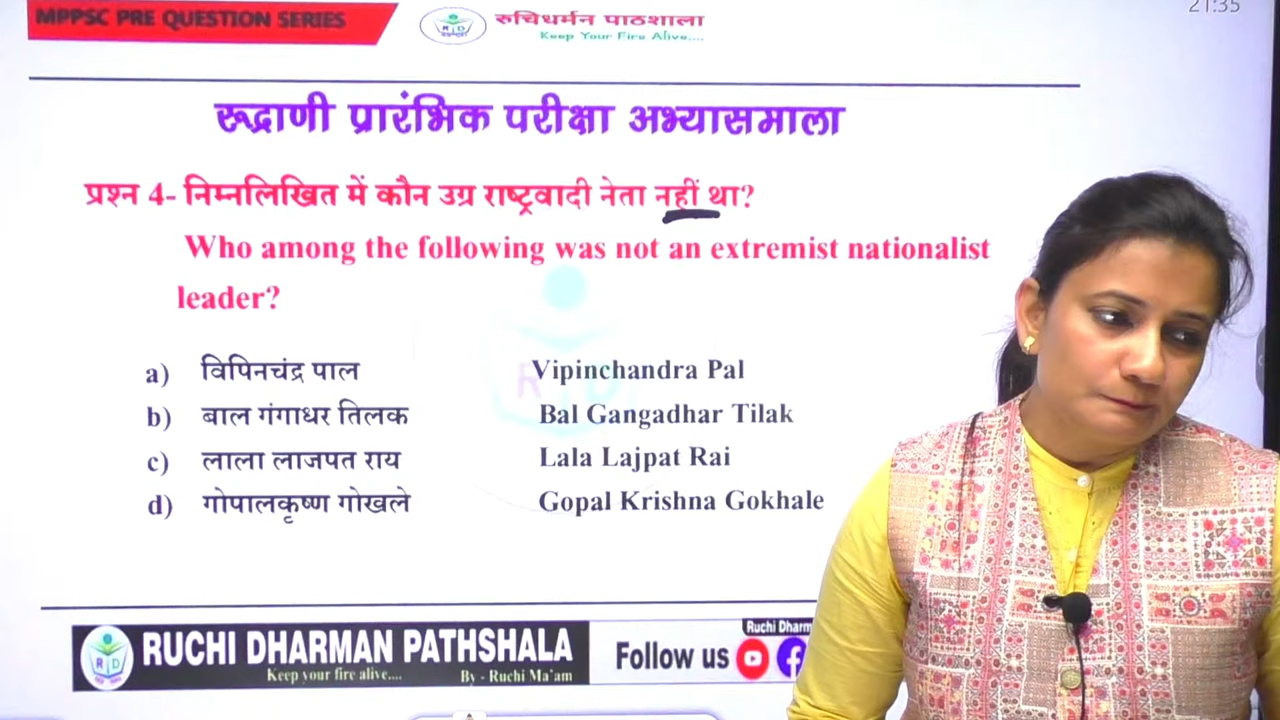 MPPSC PRE QUESTION SERIES
रुचिधर्मन पाठशाला
Keep Your Fire Alive....
21:35
रूद्राणी प्रारंभिक परीक्षा अभ्यासमाला
प्रश्न 4- निम्नलिखित में कौन उग्र राष्ट्रवादी नेता नहीं था?
Who among the following was not an extremist nationalist
leader?
a) विपिनचंद्र पाल Vipinchandra Pal
b) बाल गंगाधर तिलक Bal Gangadhar Tilak
c) लाला लाजपत राय Lala Lajpat Rai
d) गोपालकृष्ण गोखले Gopal Krishna Gokhale
R D
RUCHI DHARMAN PATHSHALA
Keep your fire alive.... By - Ruchi Ma'am
Follow us
Ruchi Dharm